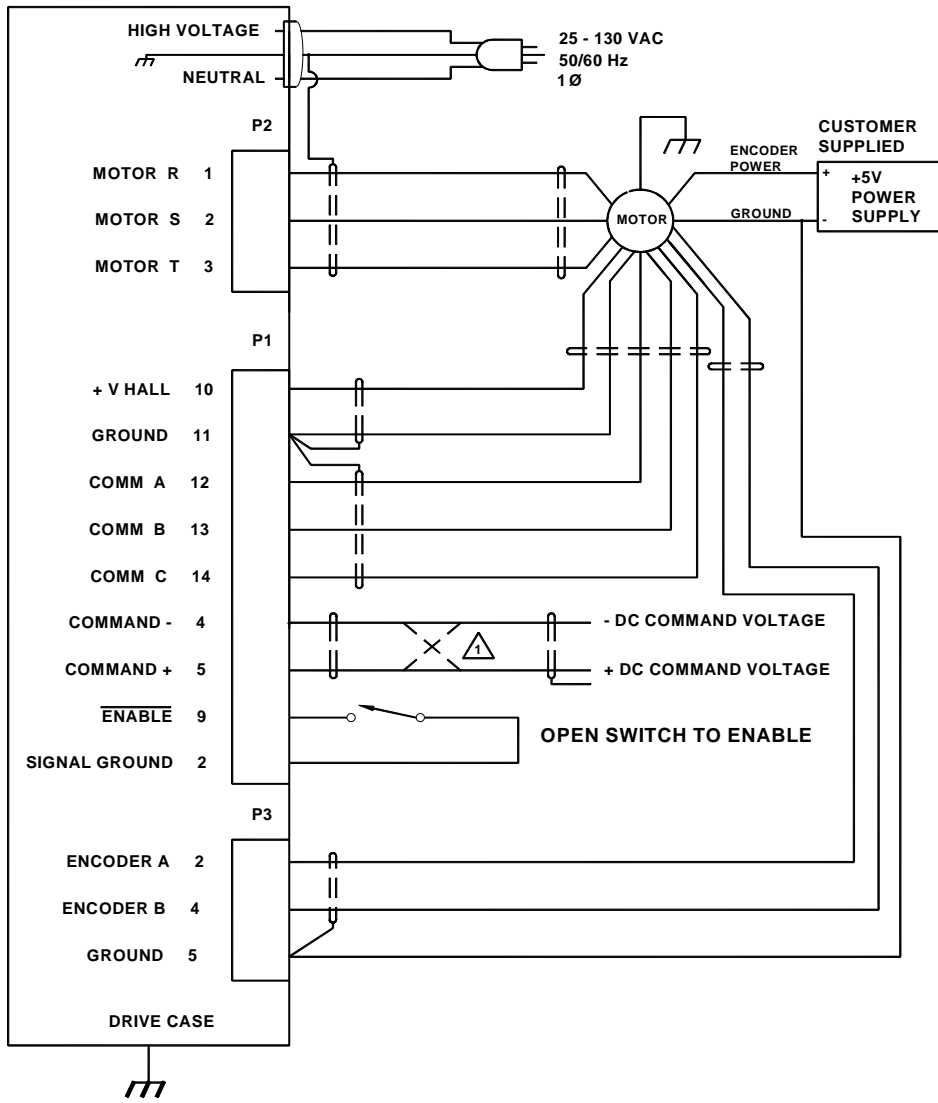 HIGH VOLTAGE
NEUTRAL
25 - 130 VAC
50/60 Hz
1 Ø
P2
MOTOR R 1
MOTOR S 2
MOTOR T 3
MOTOR
ENCODER
POWER
GROUND
CUSTOMER
SUPPLIED
+ +5V
POWER
- SUPPLY
P1
+ V HALL 10
GROUND 11
COMM A 12
COMM B 13
COMM C 14
COMMAND - 4
COMMAND + 5
ENABLE 9
SIGNAL GROUND 2
1
- DC COMMAND VOLTAGE
+ DC COMMAND VOLTAGE
OPEN SWITCH TO ENABLE
P3
ENCODER A 2
ENCODER B 4
GROUND 5
DRIVE CASE